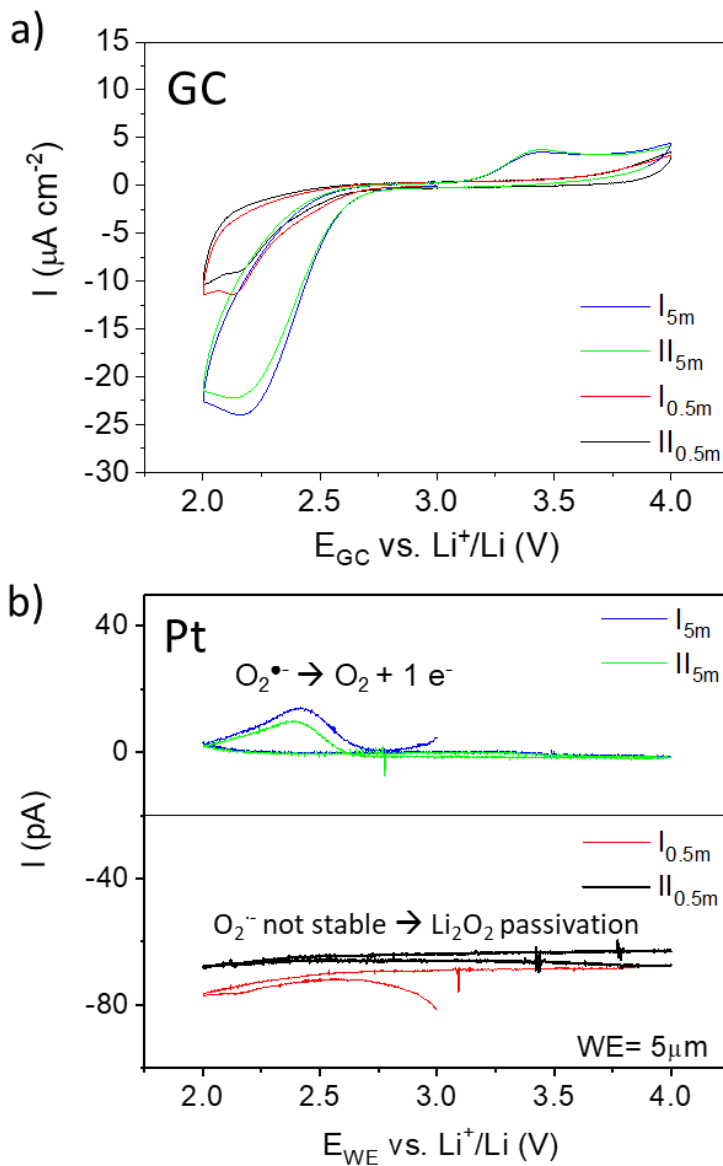 a)
GC
15
10
5
0
-5
-10
-15
-20
-25
-30
I (μA cm⁻²)
I₅ₘ
II₅ₘ
I₀.₅ₘ
II₀.₅ₘ
2.0 2.5 3.0 3.5 4.0
E_GC vs. Li⁺/Li (V)
b)
Pt
40
0
-40
-80
I (pA)
I₅ₘ
II₅ₘ
O₂•⁻ → O₂ + 1 e⁻
I₀.₅ₘ
II₀.₅ₘ
O₂·⁻ not stable → Li₂O₂ passivation
WE= 5μm
2.0 2.5 3.0 3.5 4.0
E_WE vs. Li⁺/Li (V)